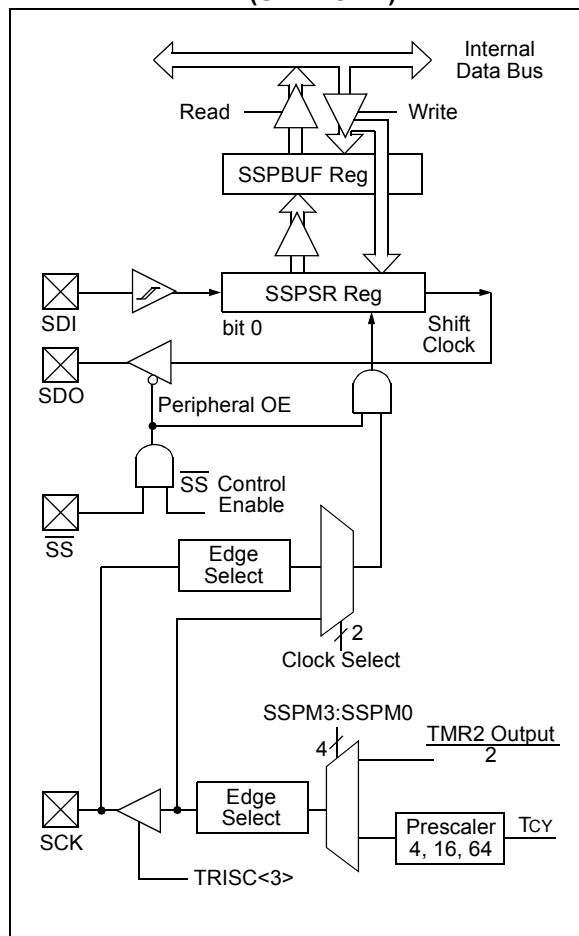 Internal
Data Bus
Read
Write
SSPBUF Reg
SSPSR Reg
SDI
bit 0
Shift
Clock
SDO
Peripheral OE
SS Control
Enable
SS
Edge
Select
2
Clock Select
SSPM3:SSPM0
TMR2 Output
2
4
Edge
Select
Prescaler
4, 16, 64
TCY
SCK
TRISC<3>